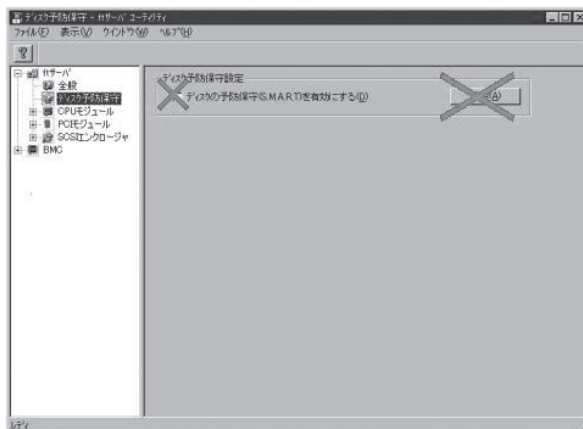 ディスク予防保守 - ftサーバ ユーティリティ
ファイル(F) 表示(V) ウインドウ(W) ヘルプ(H)
ftサーバ
全般
ディスク予防保守
CPUモジュール
PCIモジュール
SCSIエンクロージャ
BMC
ディスク予防保守設定
ディスクの予防保守(S.M.A.R.T)を有効にする(D)
(A)
レディ